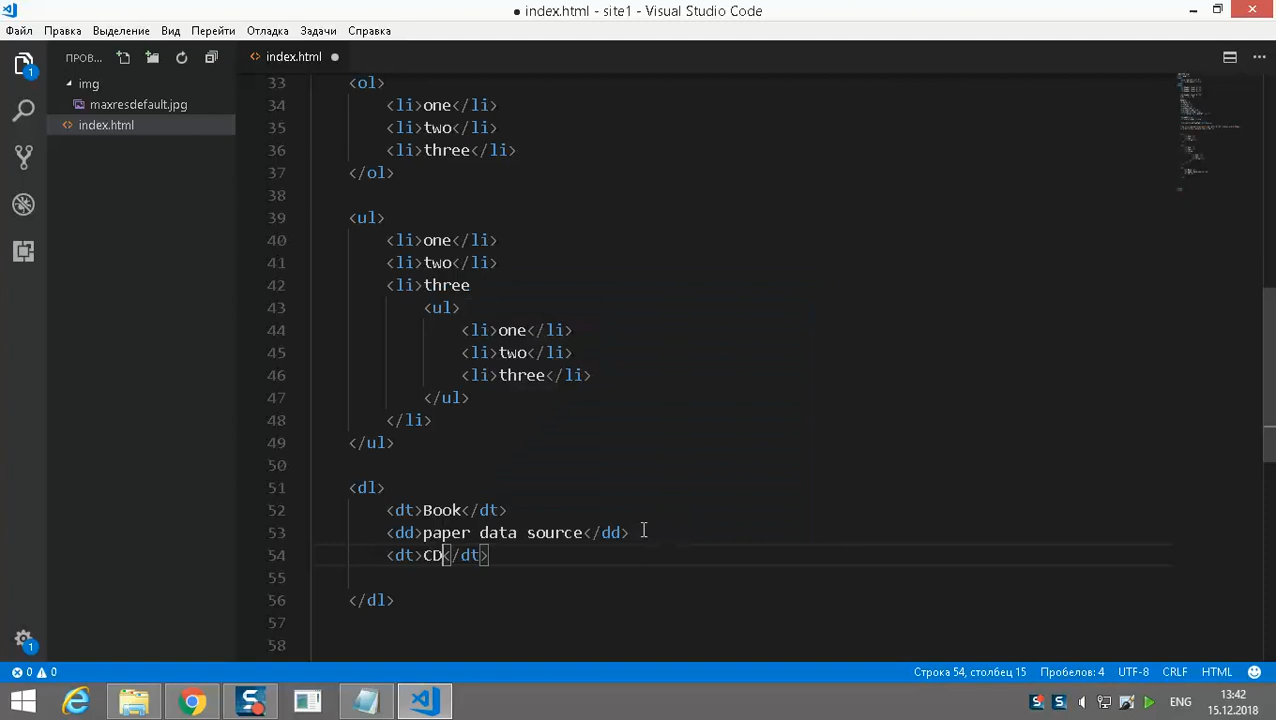 ● index.html - site1 - Visual Studio Code
Файл Правка Выделение Вид Перейти Отладка Задачи Справка
ПРОВ... index.html ●
img
maxresdefault.jpg
index.html
33 <ol>
34 <li>one</li>
35 <li>two</li>
36 <li>three</li>
37 </ol>
38
39 <ul>
40 <li>one</li>
41 <li>two</li>
42 <li>three
43 <ul>
44 <li>one</li>
45 <li>two</li>
46 <li>three</li>
47 </ul>
48 </li>
49 </ul>
50
51 <dl>
52 <dt>Book</dt>
53 <dd>paper data source</dd>
54 <dt>CD</dt>
55
56 </dl>
57
58
1
1
0 0 Строка 54, столбец 15 Пробелов: 4 UTF-8 CRLF HTML
ENG 13:42
15.12.2018